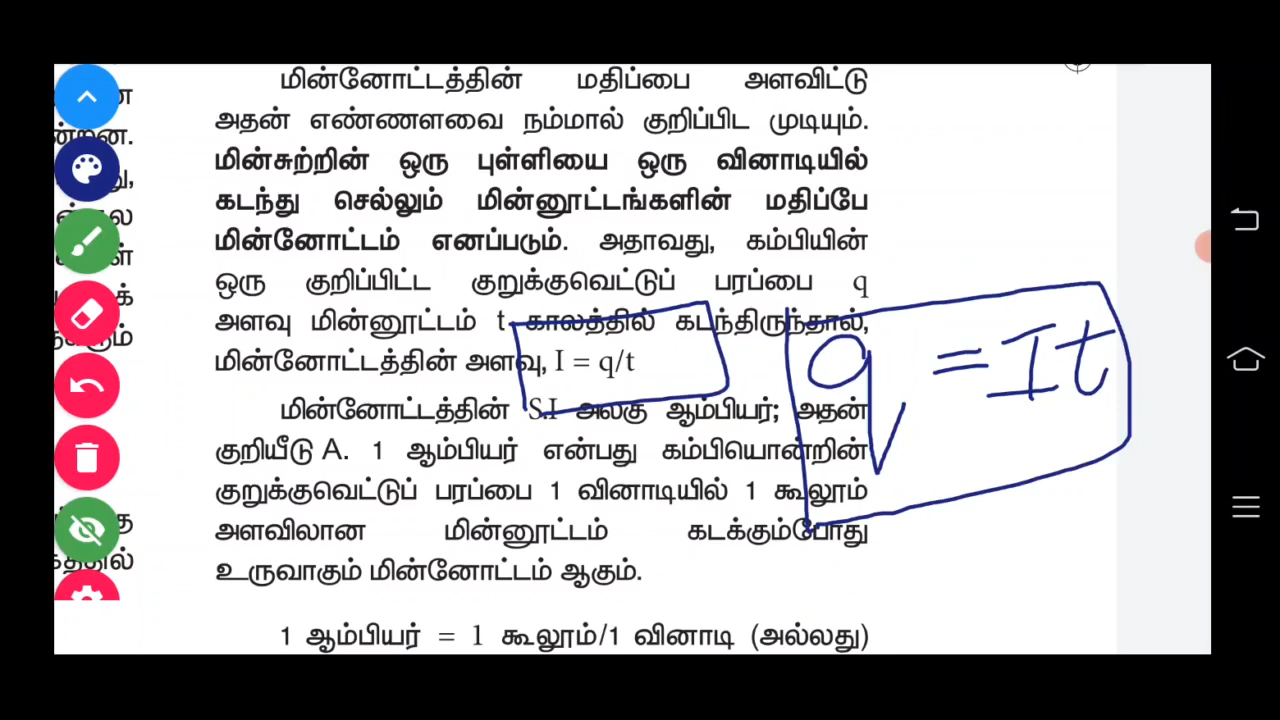 மின்னோட்டத்தின் மதிப்பை அளவிட்டு
அதன் எண்ணளவை நம்மால் குறிப்பிட முடியும்.
மின்சுற்றின் ஒரு புள்ளியை ஒரு வினாடியில்
கடந்து செல்லும் மின்னூட்டங்களின் மதிப்பே
மின்னோட்டம் எனப்படும். அதாவது, கம்பியின்
ஒரு குறிப்பிட்ட குறுக்குவெட்டுப் பரப்பை q
அளவு மின்னூட்டம் t காலத்தில் கடந்திருந்தால்,
மின்னோட்டத்தின் அளவு, I = q/t
q = It
மின்னோட்டத்தின் S.I அலகு ஆம்பியர்; அதன்
குறியீடு A. 1 ஆம்பியர் என்பது கம்பியொன்றின்
குறுக்குவெட்டுப் பரப்பை 1 வினாடியில் 1 கூலூம்
அளவிலான மின்னூட்டம் கடக்கும்போது
உருவாகும் மின்னோட்டம் ஆகும்.
1 ஆம்பியர் = 1 கூலூம்/1 வினாடி (அல்லது)